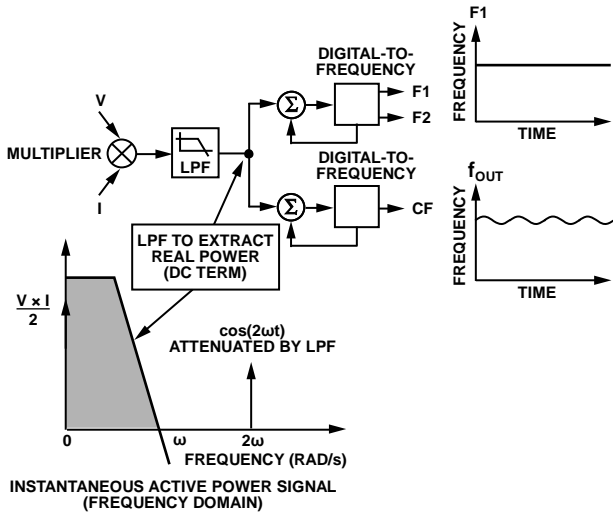 F1
DIGITAL-TO-
FREQUENCY
V
MULTIPLIER
I
LPF
Σ
F1
F2
FREQUENCY
TIME
DIGITAL-TO-
FREQUENCY
Σ
CF
fOUT
FREQUENCY
TIME
LPF TO EXTRACT
REAL POWER
(DC TERM)
V × I
2
cos(2ωt)
ATTENUATED BY LPF
0
ω
2ω
FREQUENCY (RAD/s)
INSTANTANEOUS ACTIVE POWER SIGNAL
(FREQUENCY DOMAIN)